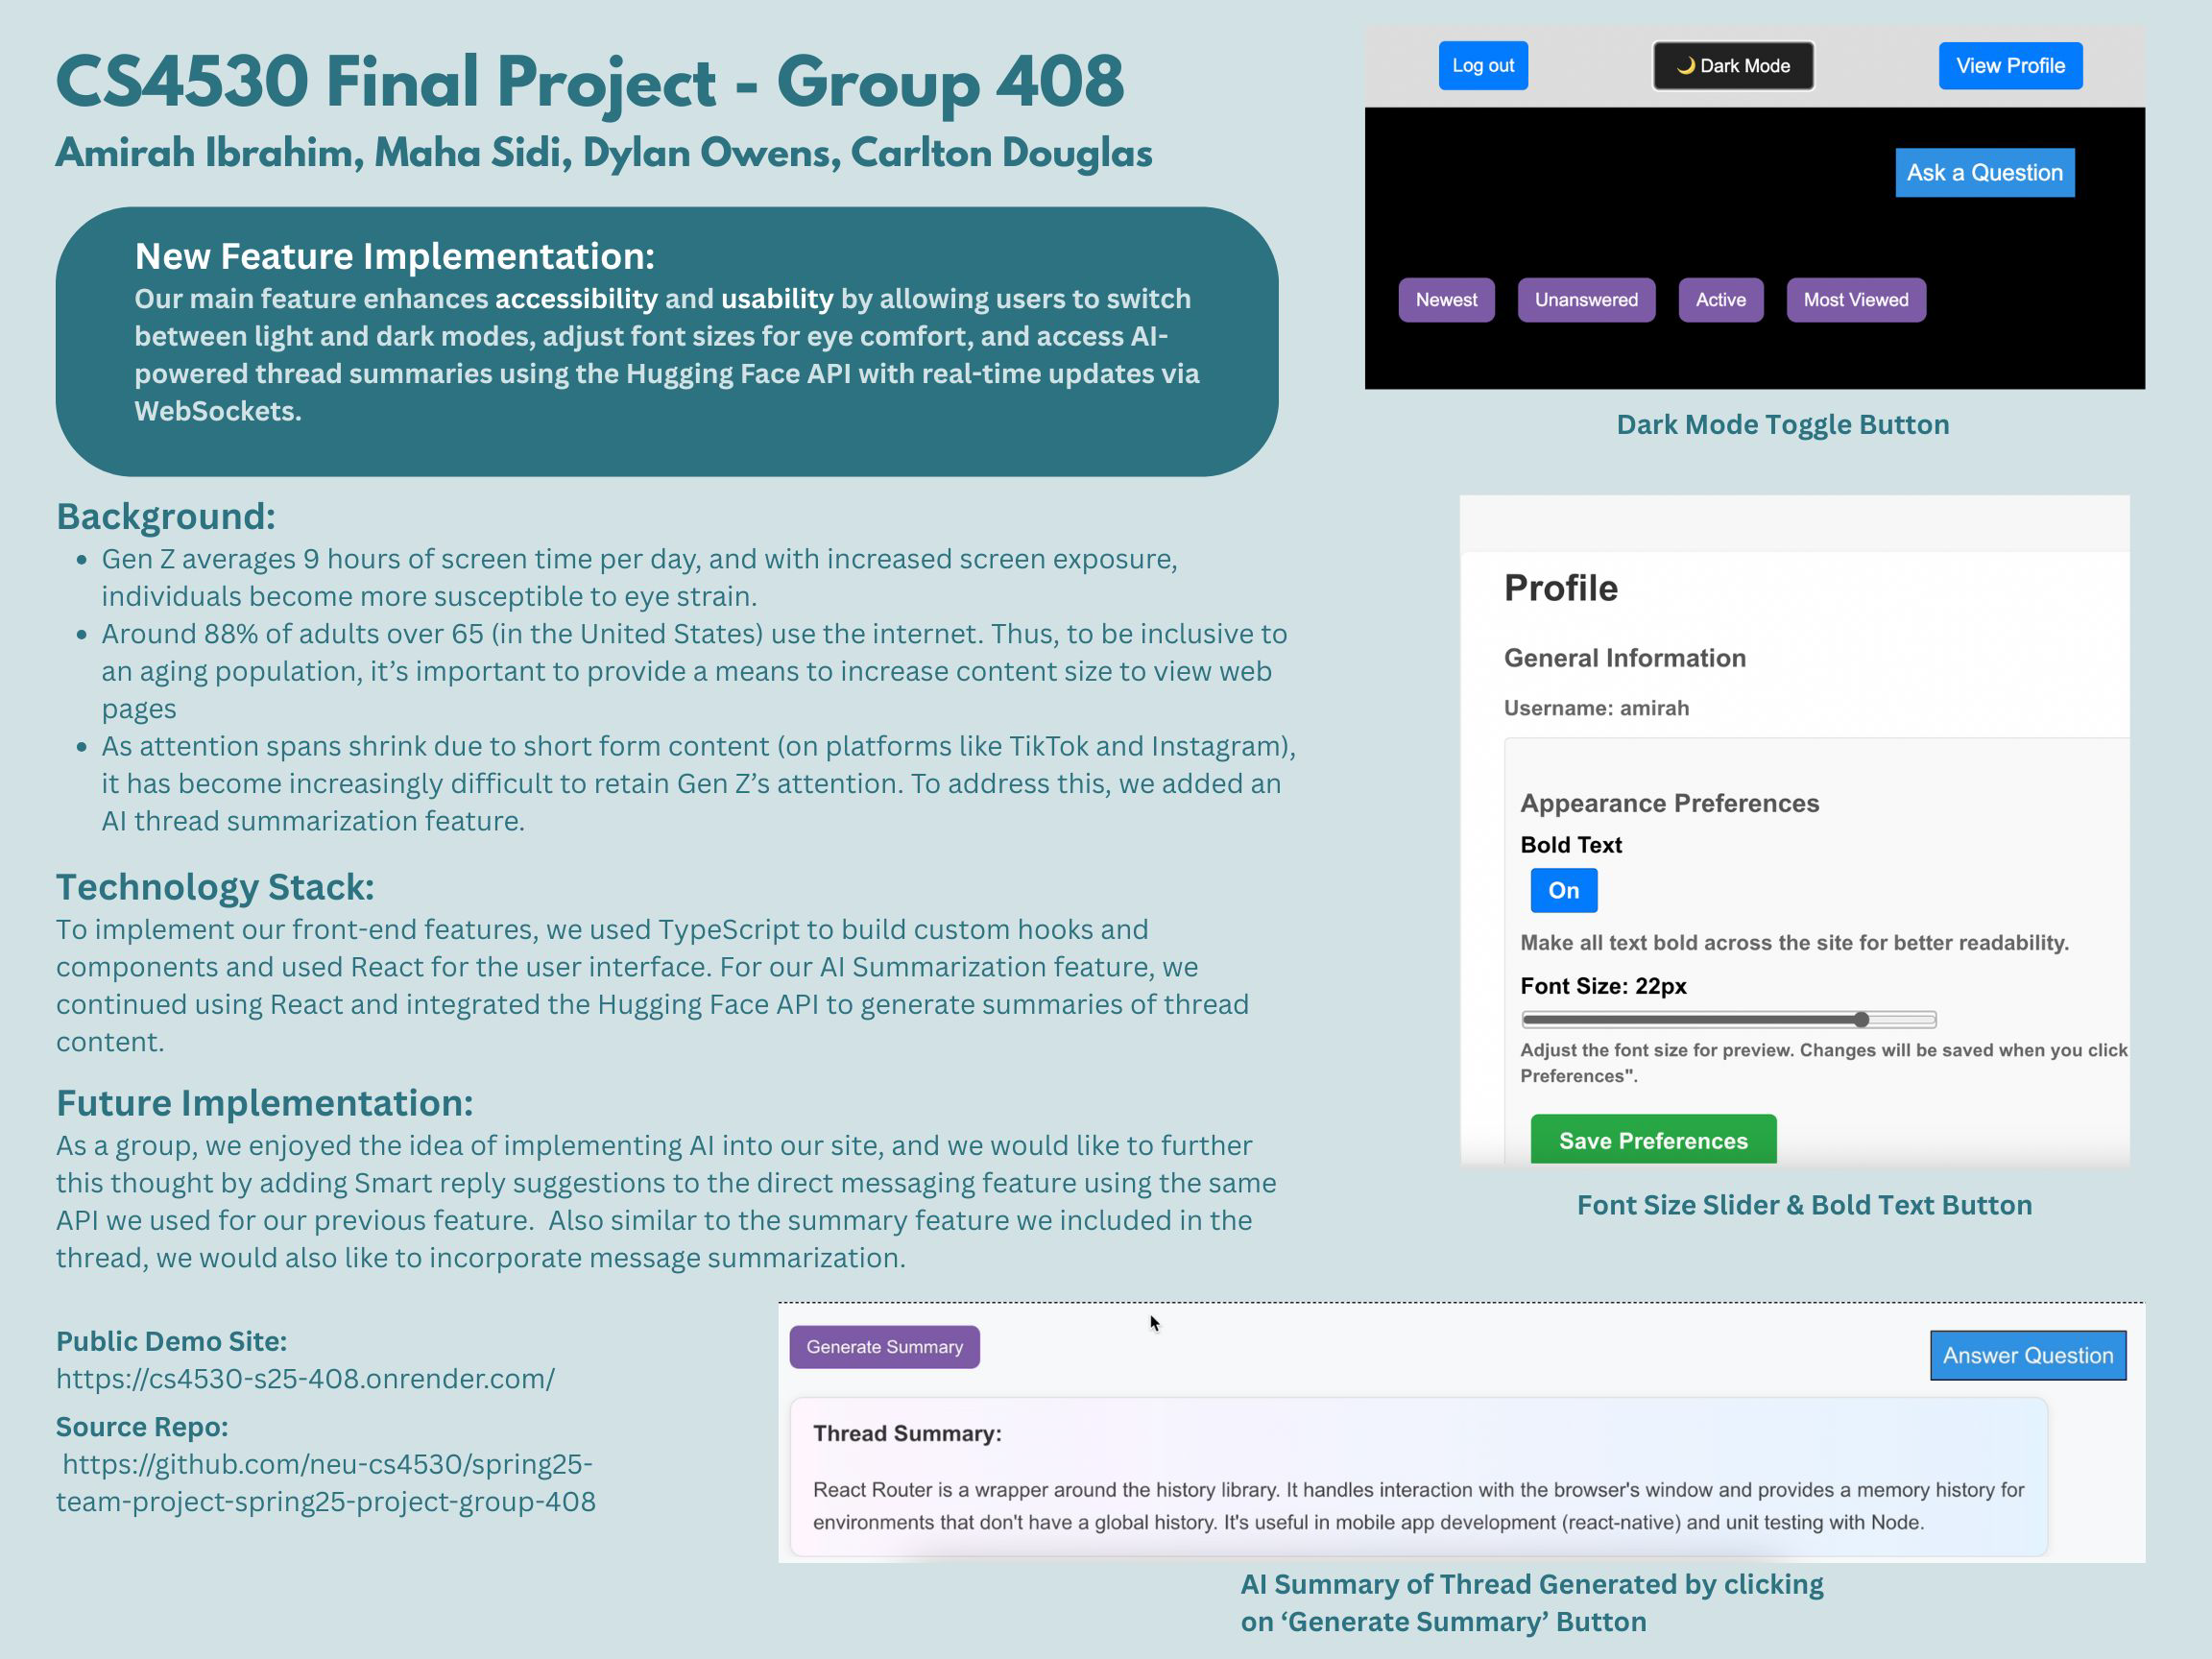 CS4530 Final Project - Group 408
Amirah Ibrahim, Maha Sidi, Dylan Owens, Carlton Douglas
New Feature Implementation:
Our main feature enhances accessibility and usability by allowing users to switch
between light and dark modes, adjust font sizes for eye comfort, and access AI-
powered thread summaries using the Hugging Face API with real-time updates via
WebSockets.
Background:
• Gen Z averages 9 hours of screen time per day, and with increased screen exposure,
individuals become more susceptible to eye strain.
• Around 88% of adults over 65 (in the United States) use the internet. Thus, to be inclusive to
an aging population, it’s important to provide a means to increase content size to view web
pages
• As attention spans shrink due to short form content (on platforms like TikTok and Instagram),
it has become increasingly difficult to retain Gen Z’s attention. To address this, we added an
AI thread summarization feature.
Technology Stack:
To implement our front-end features, we used TypeScript to build custom hooks and
components and used React for the user interface. For our AI Summarization feature, we
continued using React and integrated the Hugging Face API to generate summaries of thread
content.
Future Implementation:
As a group, we enjoyed the idea of implementing AI into our site, and we would like to further
this thought by adding Smart reply suggestions to the direct messaging feature using the same
API we used for our previous feature.  Also similar to the summary feature we included in the
thread, we would also like to incorporate message summarization.
Public Demo Site:
https://cs4530-s25-408.onrender.com/
Source Repo:
https://github.com/neu-cs4530/spring25-
team-project-spring25-project-group-408
Log out
🌙 Dark Mode
View Profile
Ask a Question
Newest
Unanswered
Active
Most Viewed
Dark Mode Toggle Button
Profile
General Information
Username: amirah
Appearance Preferences
Bold Text
On
Make all text bold across the site for better readability.
Font Size: 22px
Adjust the font size for preview. Changes will be saved when you click
Preferences".
Save Preferences
Font Size Slider & Bold Text Button
Generate Summary
Answer Question
Thread Summary:
React Router is a wrapper around the history library. It handles interaction with the browser's window and provides a memory history for
environments that don't have a global history. It's useful in mobile app development (react-native) and unit testing with Node.
AI Summary of Thread Generated by clicking
on ‘Generate Summary’ Button